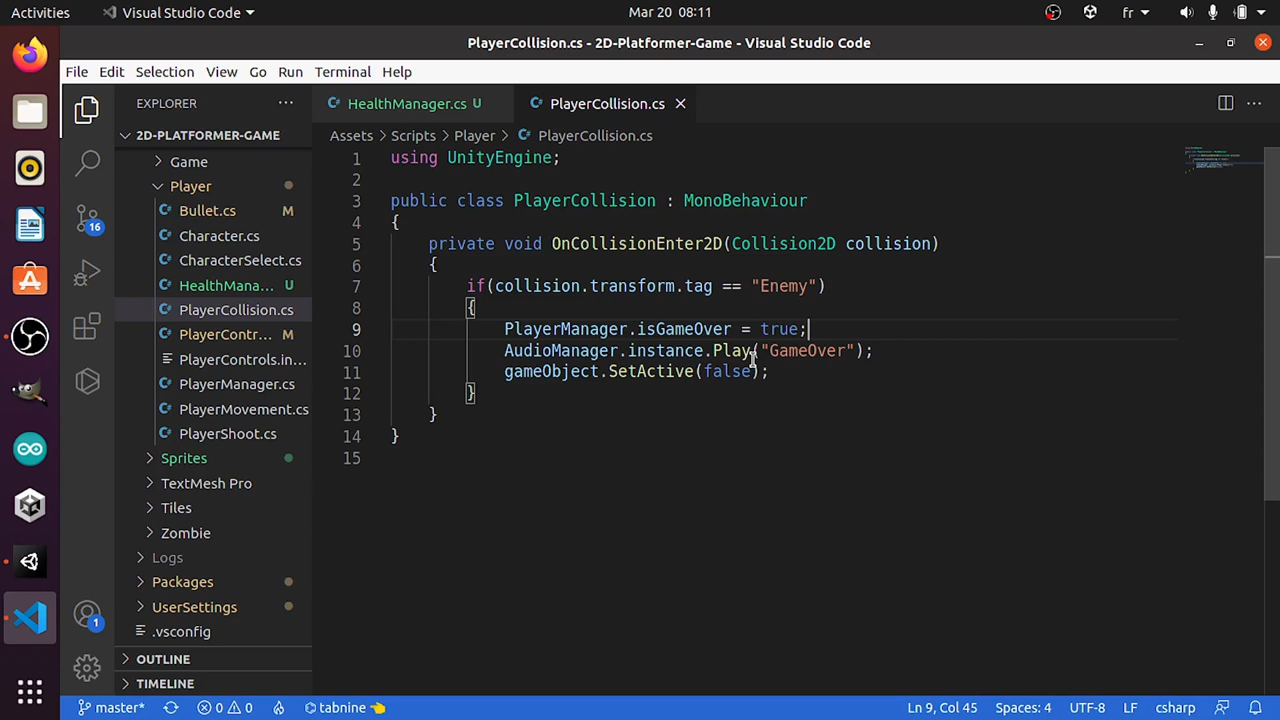 Activities
Visual Studio Code
Mar 20 08:11
fr
PlayerCollision.cs - 2D-Platformer-Game - Visual Studio Code
File Edit Selection View Go Run Terminal Help
EXPLORER
2D-PLATFORMER-GAME
Game
Player
Bullet.cs M
Character.cs
CharacterSelect.cs
HealthMana... U
PlayerCollision.cs
PlayerContr... M
PlayerControls.in...
PlayerManager.cs
PlayerMovement.cs
PlayerShoot.cs
Sprites
TextMesh Pro
Tiles
Zombie
Logs
Packages
UserSettings
.vsconfig
OUTLINE
TIMELINE
16
1
HealthManager.cs U
PlayerCollision.cs
Assets > Scripts > Player > PlayerCollision.cs
1 using UnityEngine;
2
3 public class PlayerCollision : MonoBehaviour
4 {
5 private void OnCollisionEnter2D(Collision2D collision)
6 {
7 if(collision.transform.tag == "Enemy")
8 {
9 PlayerManager.isGameOver = true;
10 AudioManager.instance.Play("GameOver");
11 gameObject.SetActive(false);
12 }
13 }
14 }
15
master* 0 0 tabnine Ln 9, Col 45 Spaces: 4 UTF-8 LF csharp